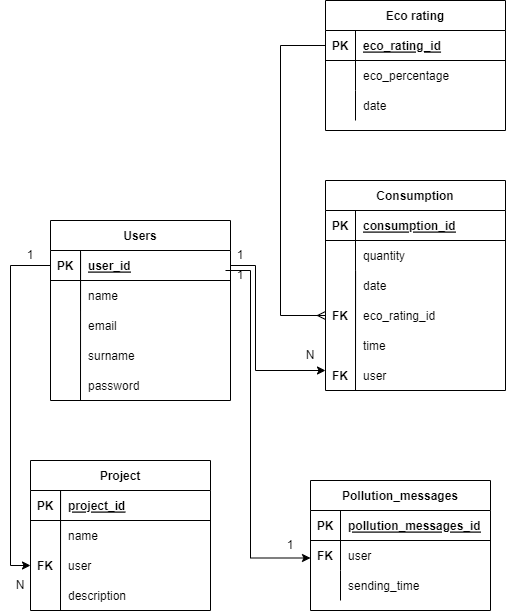 Eco rating
PK eco_rating_id
eco_percentage
date
Consumption
PK consumption_id
quantity
date
FK eco_rating_id
time
FK user
N
Users
1
PK user_id
1
1
name
email
surname
password
Project
PK project_id
name
FK user
N
description
Pollution_messages
PK pollution_messages_id
1
FK user
sending_time